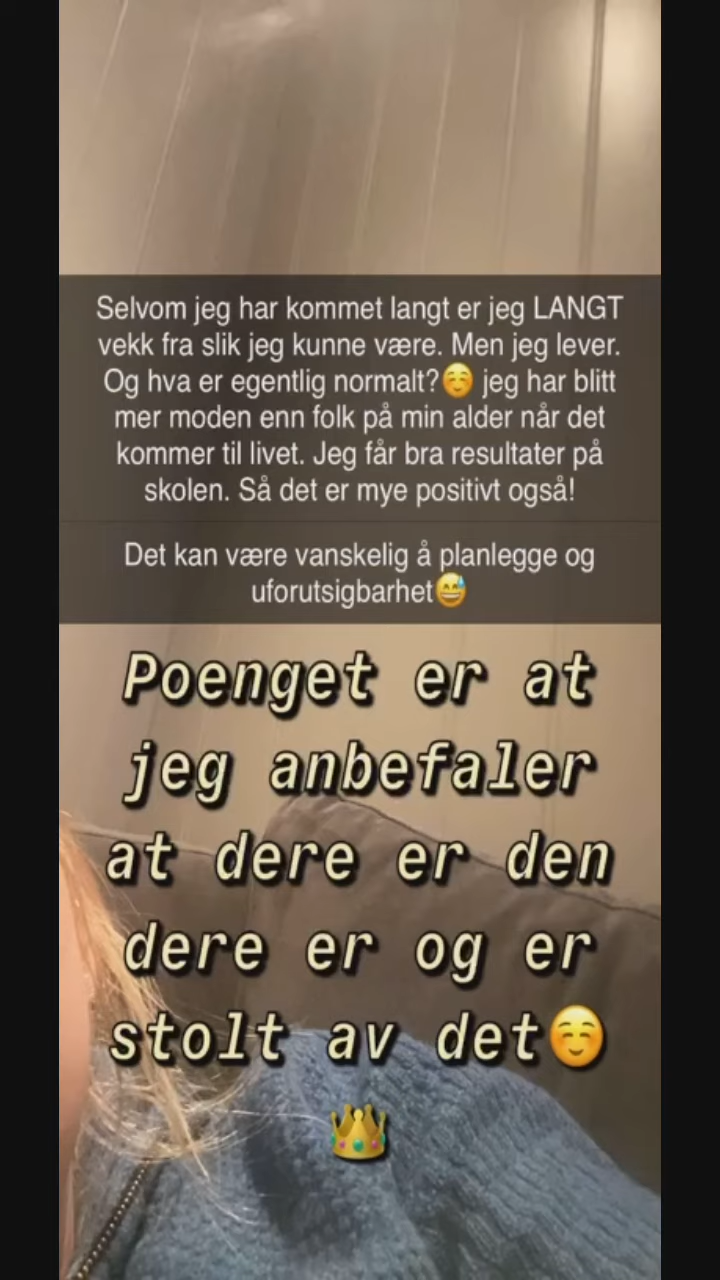 Selvom jeg har kommet langt er jeg LANGT
vekk fra slik jeg kunne være. Men jeg lever.
Og hva er egentlig normalt?☺️ jeg har blitt
mer moden enn folk på min alder når det
kommer til livet. Jeg får bra resultater på
skolen. Så det er mye positivt også!
Det kan være vanskelig å planlegge og
uforutsigbarhet😅
Poenget er at
jeg anbefaler
at dere er den
dere er og er
stolt av det☺️
👑